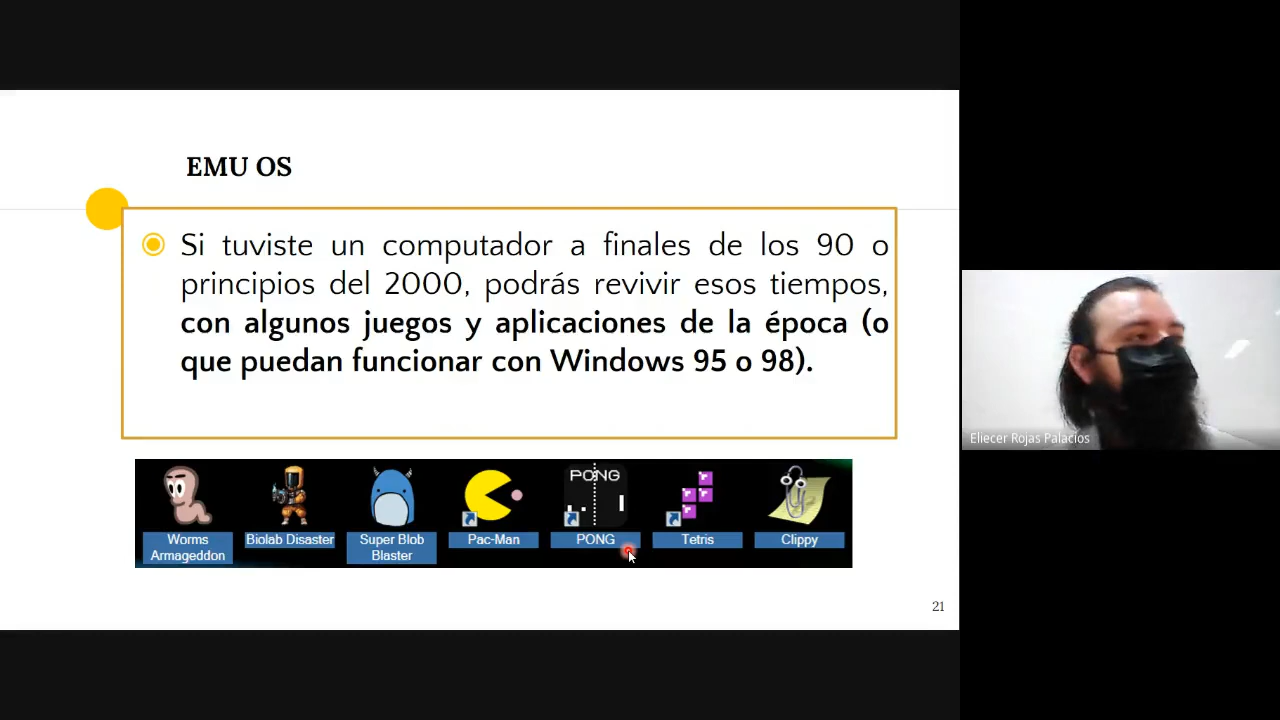 EMU OS
Si tuviste un computador a finales de los 90 o
principios del 2000, podrás revivir esos tiempos,
con algunos juegos y aplicaciones de la época (o
que puedan funcionar con Windows 95 o 98).
PONG
Worms
Armageddon
Biolab Disaster
Super Blob
Blaster
Pac-Man
PONG
Tetris
Clippy
21
Eliecer Rojas Palacios